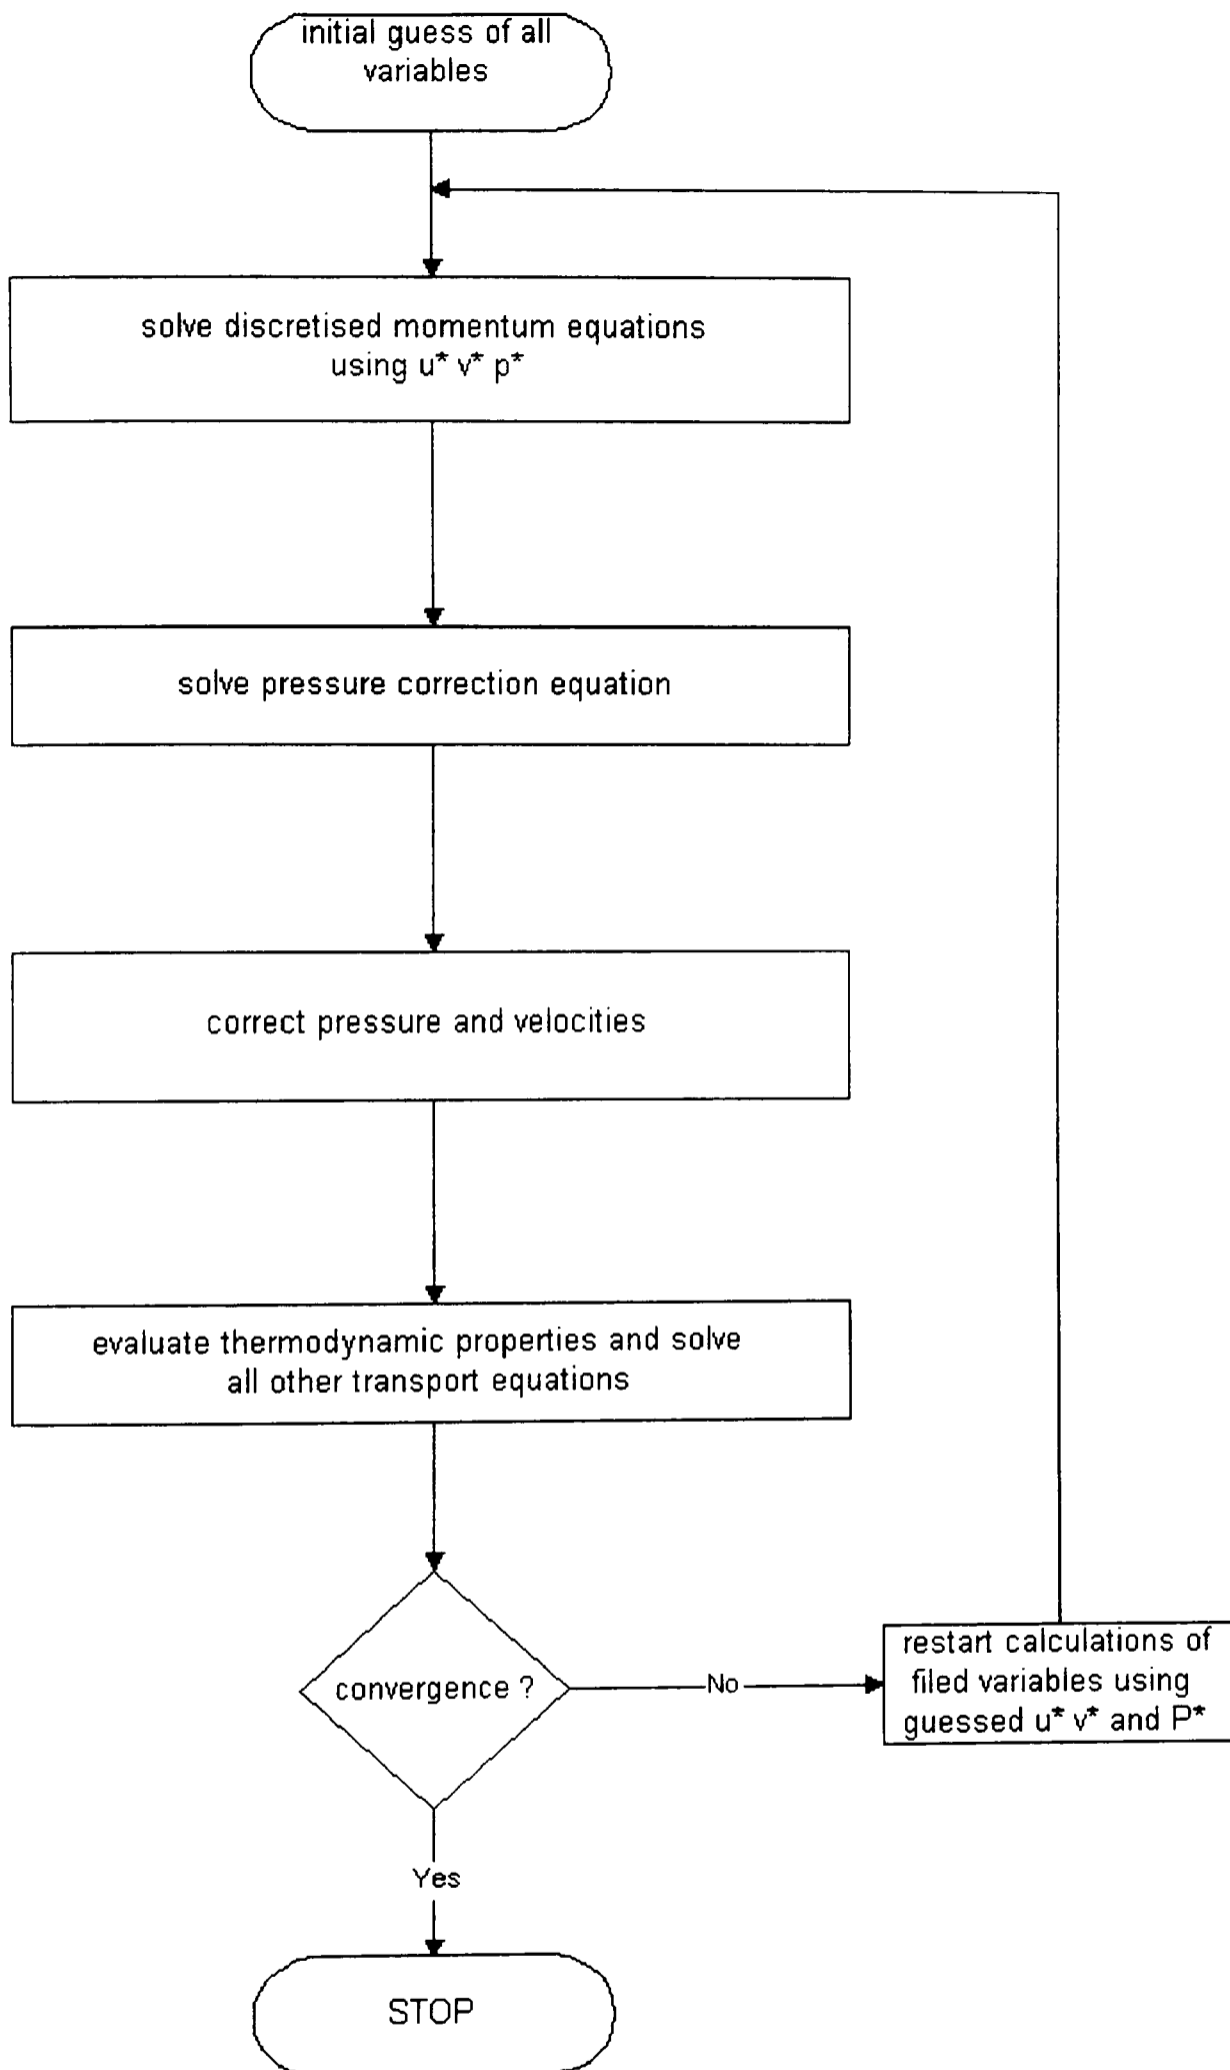 initial guess of all
variables
solve discretised momentum equations
using u* v* p*
solve pressure correction equation
correct pressure and velocities
evaluate thermodynamic properties and solve
all other transport equations
convergence ?
No
restart calculations of
filed variables using
guessed u* v* and P*
Yes
STOP